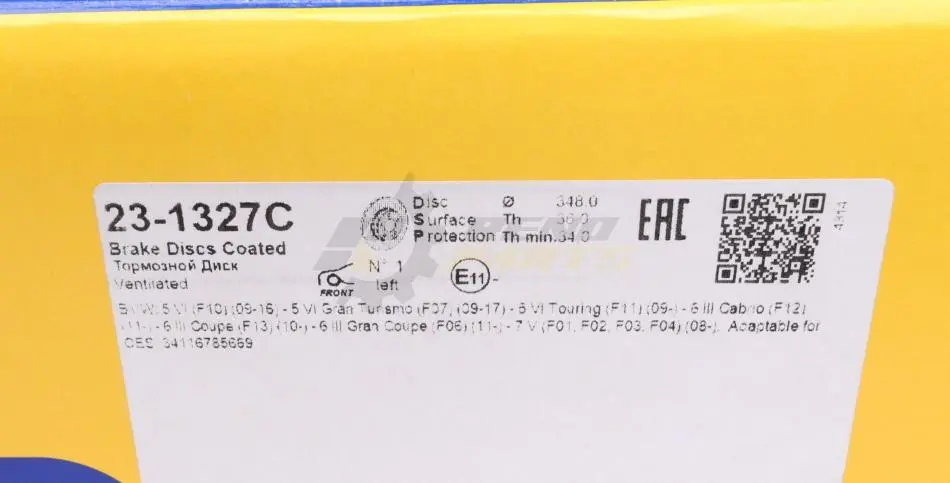 23-1327C
Brake Discs Coated
Тормозной Диск
Ventilated
Disc Ø 348.0
Surface Th 36.0
Protection Th min. 34.0
FRONT
N° 1
left
E11 -
EAC
4314
BMW: 5 VI (F10) (09-16) - 5 VI Gran Turismo (F07) (09-17) - 5 VI Touring (F11) (09-) - 6 III Cabrio (F12)
(11-) - 6 III Coupe (F13) (10-) - 6 III Gran Coupe (F06) (11-) - 7 V (F01, F02, F03, F04) (08-). Adaptable for
OES: 34116785669